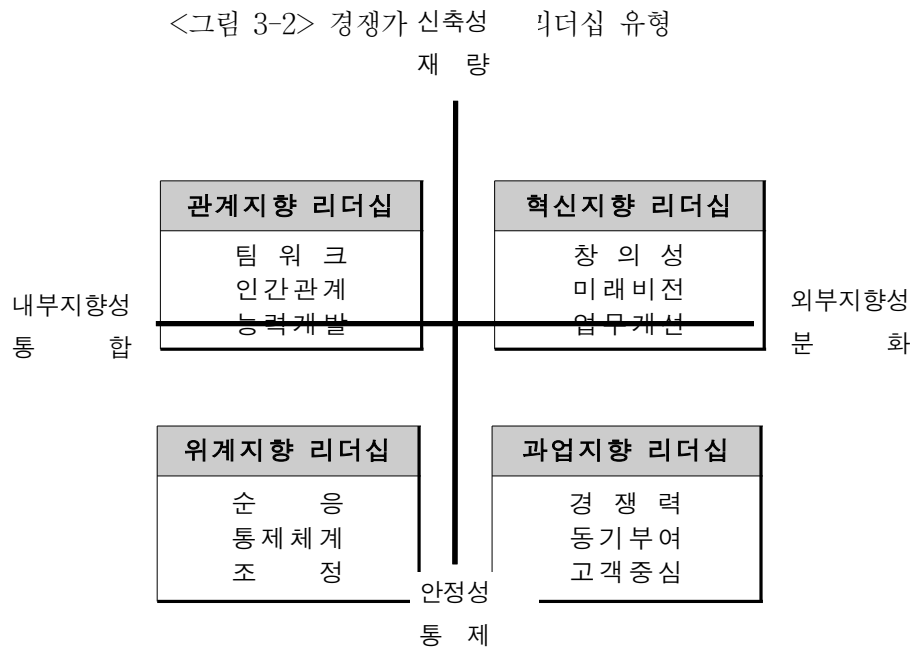 <그림 3-2> 경쟁가 신축성 리더십 유형
재 량
관계지향 리더십
팀 워 크
인간관계
능력개발
혁신지향 리더십
창 의 성
미래비전
업무개선
내부지향성
통 합
외부지향성
분 화
위계지향 리더십
순 응
통제체계
조 정
과업지향 리더십
경 쟁 력
동기부여
고객중심
안정성
통 제